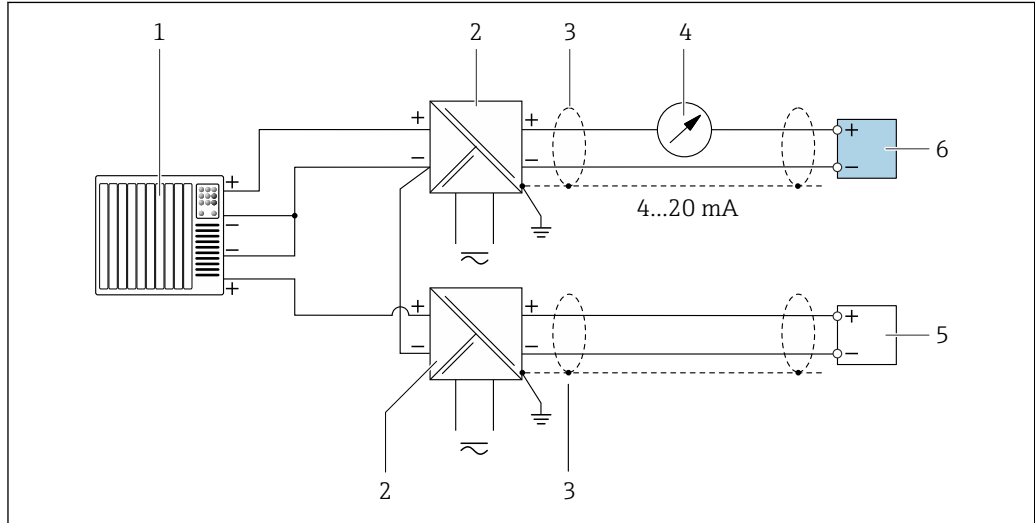 1 2 3 4
+ +
+ 6
− − −
+
4...20 mA
−
−
+
+ + + 5
− − −
2 3